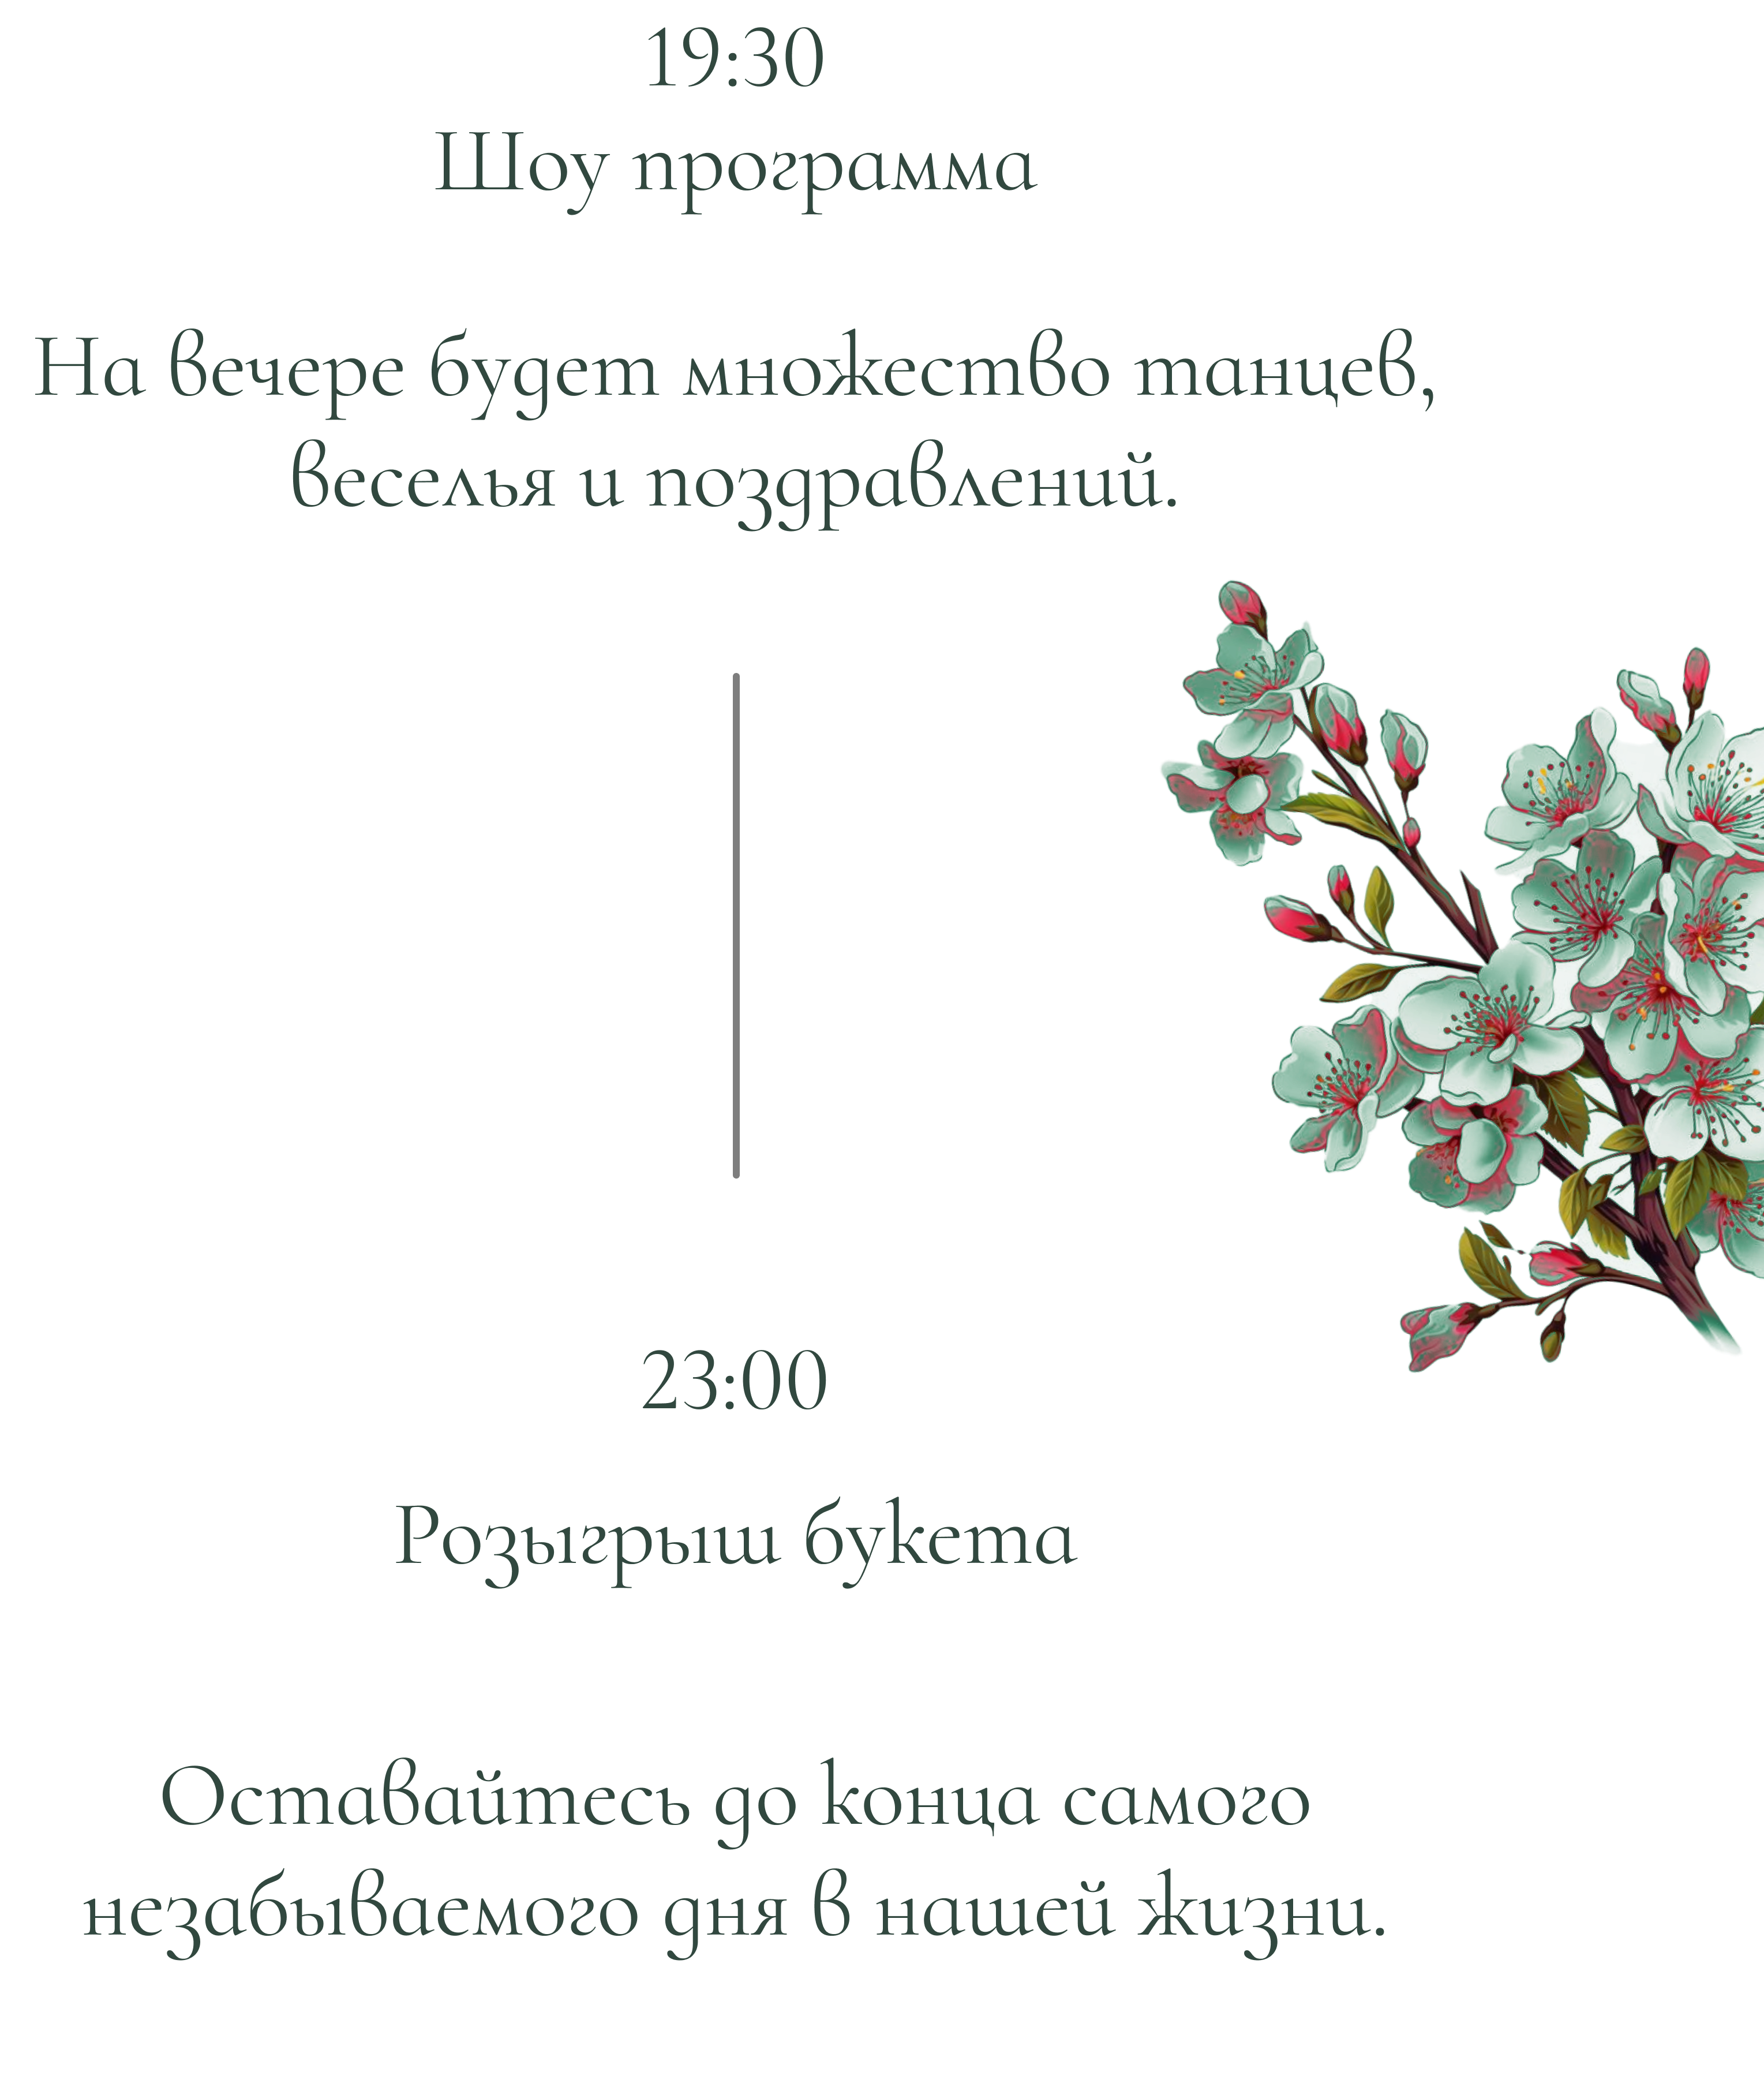 19:30
Шоу программа
На вечере будет множество танцев,
веселья и поздравлений.
23:00
Розыгрыш букета
Оставайтесь до конца самого
незабываемого дня в нашей жизни.